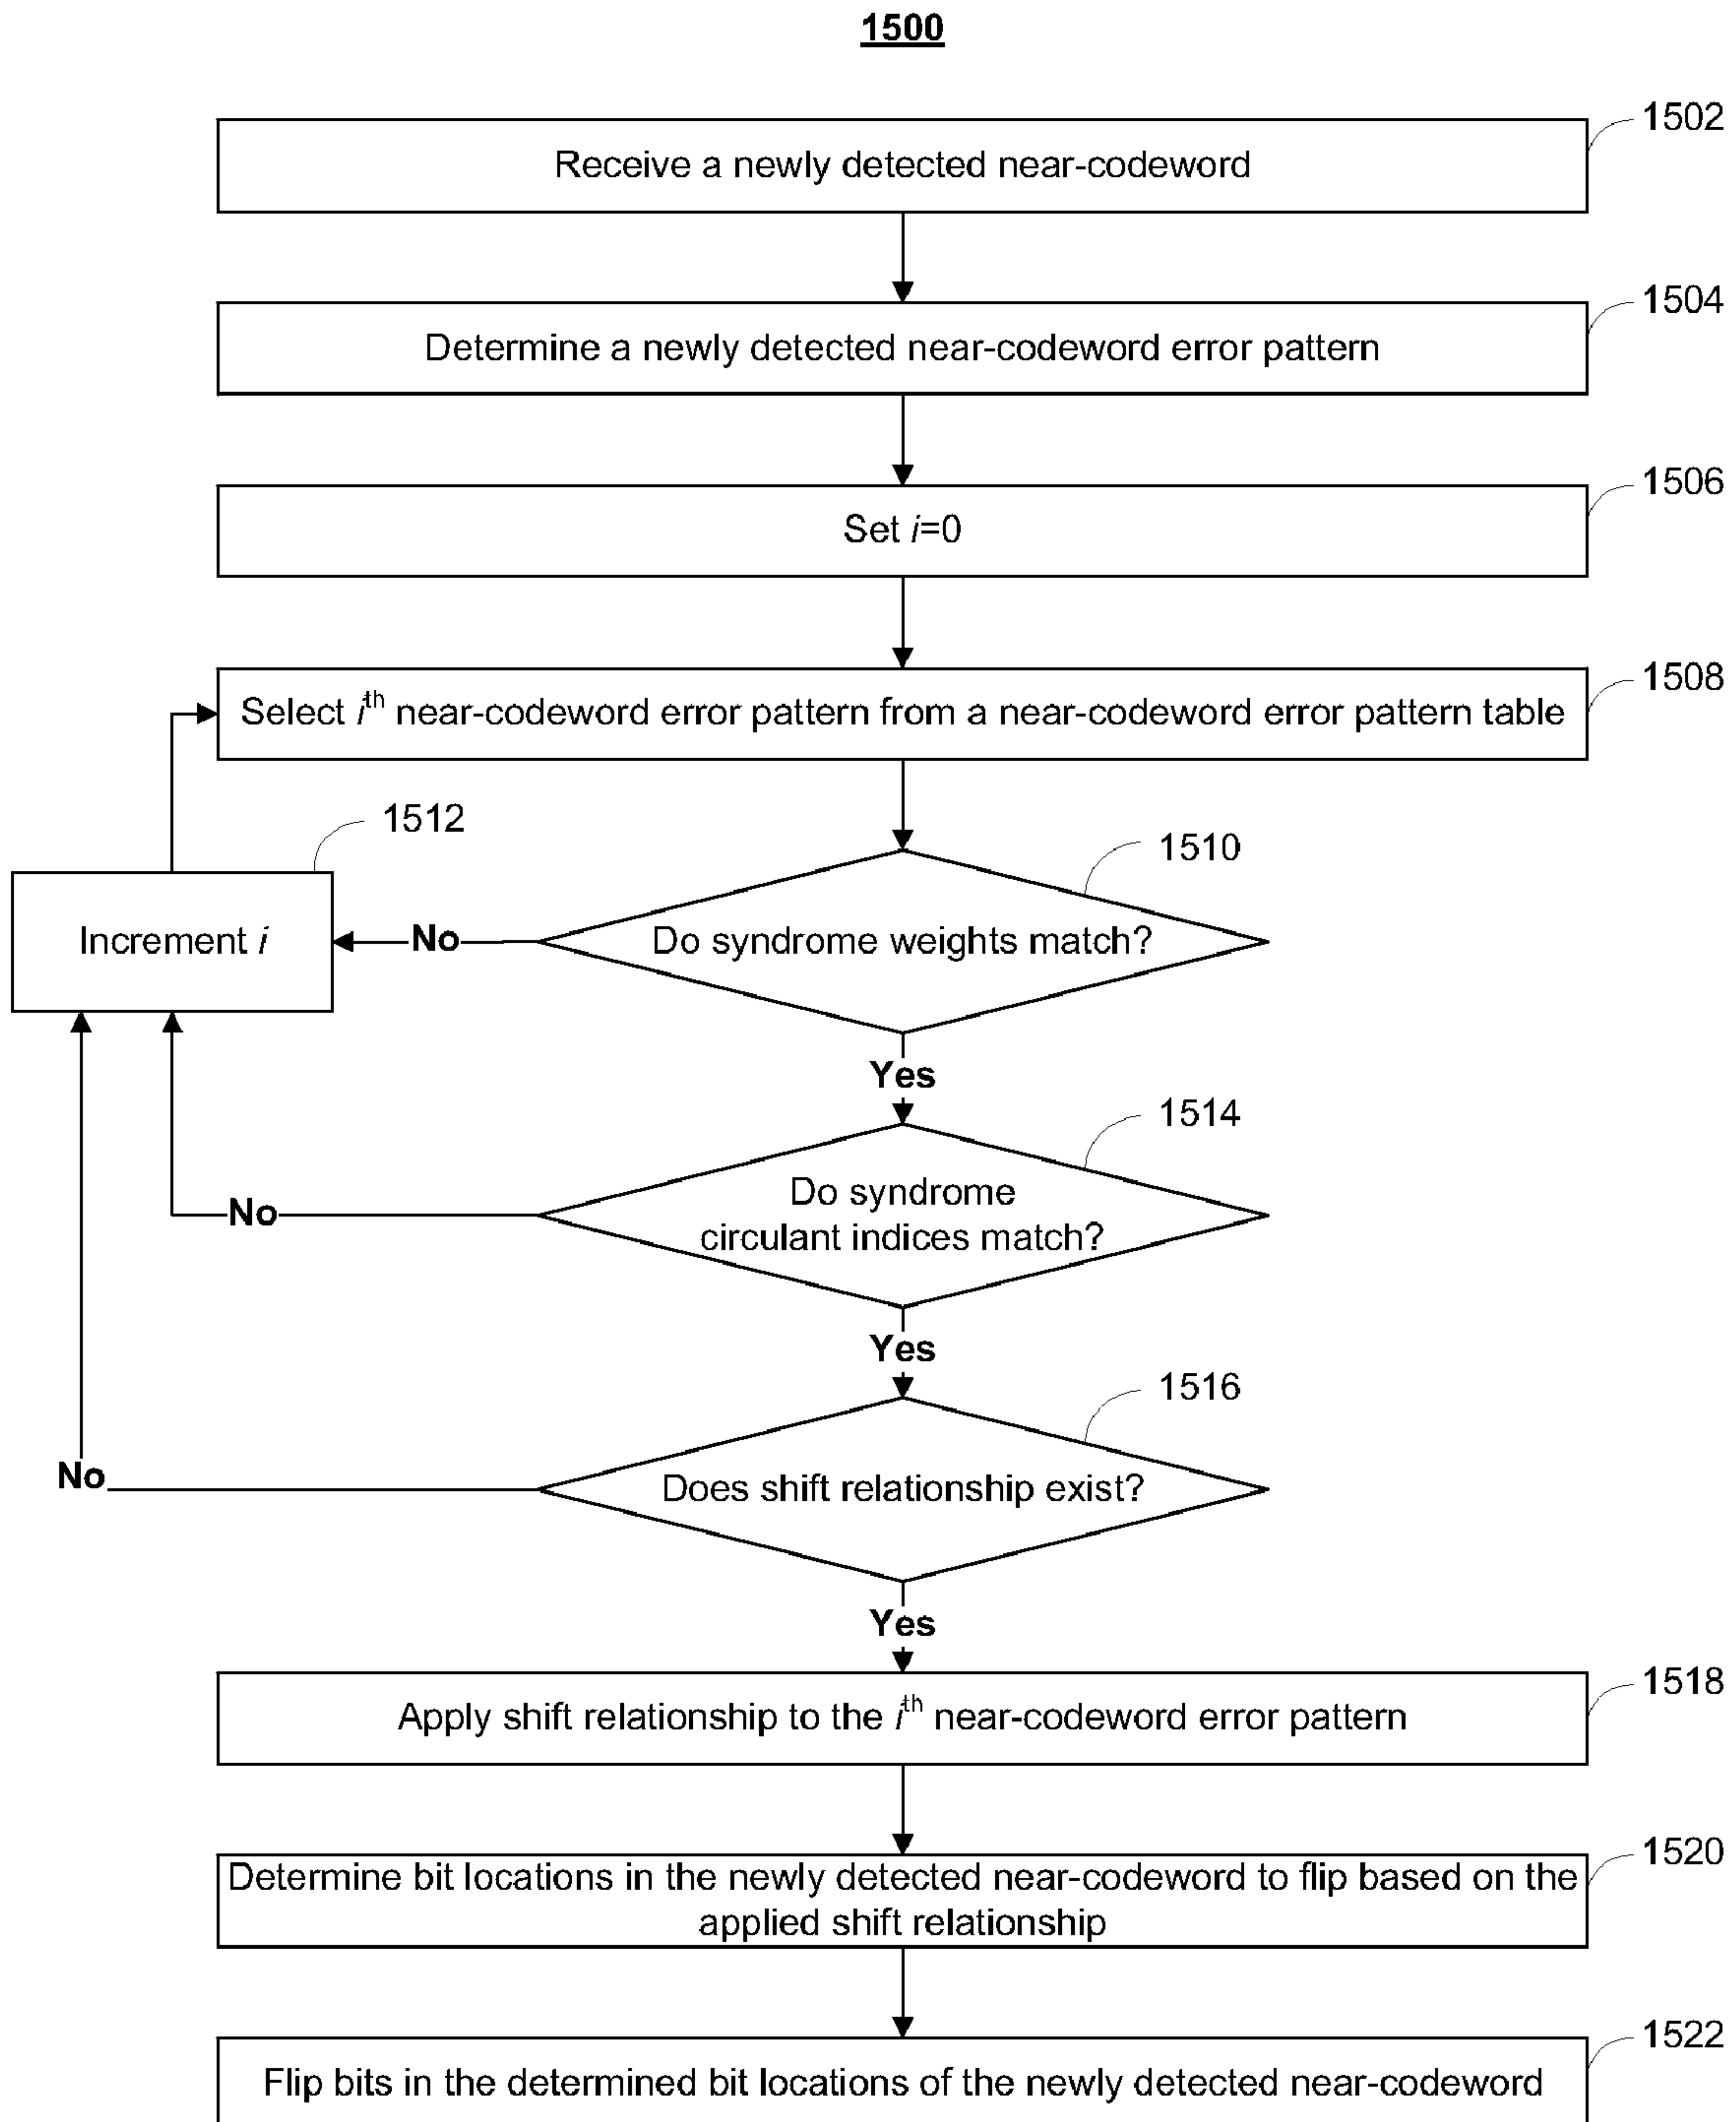 1500
1502
Receive a newly detected near-codeword
1504
Determine a newly detected near-codeword error pattern
1506
Set i=0
1508
Select ith near-codeword error pattern from a near-codeword error pattern table
1512
1510
Increment i
No
Do syndrome weights match?
Yes
1514
Do syndrome
circulant indices match?
No
Yes
1516
Does shift relationship exist?
No
Yes
1518
Apply shift relationship to the ith near-codeword error pattern
1520
Determine bit locations in the newly detected near-codeword to flip based on the
applied shift relationship
1522
Flip bits in the determined bit locations of the newly detected near-codeword